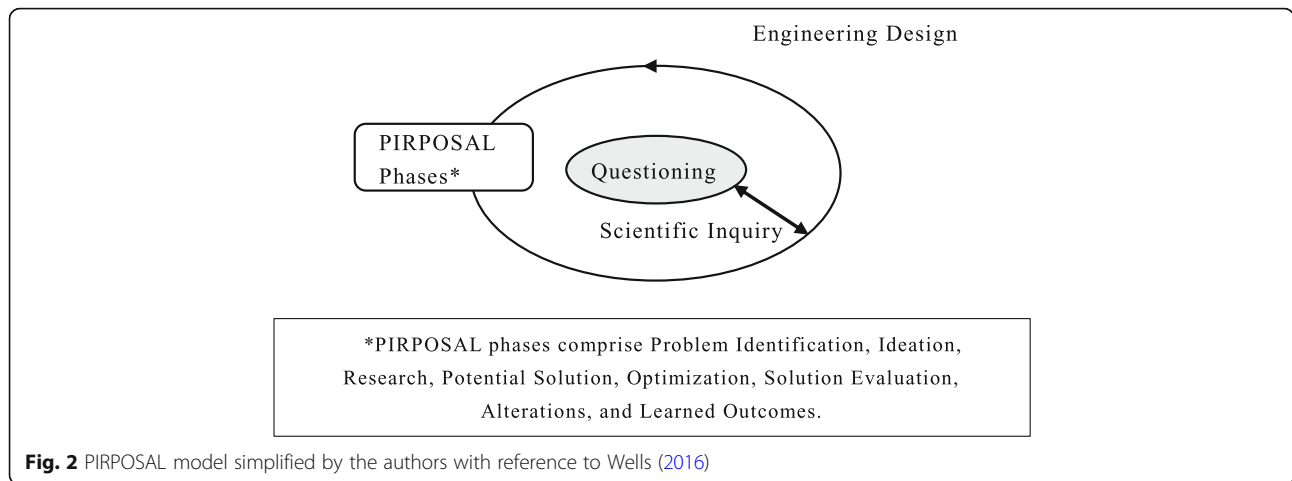 Engineering Design
PIRPOSAL
Phases*
Questioning
Scientific Inquiry
*PIRPOSAL phases comprise Problem Identification, Ideation,
Research, Potential Solution, Optimization, Solution Evaluation,
Alterations, and Learned Outcomes.
Fig. 2 PIRPOSAL model simplified by the authors with reference to Wells (2016)